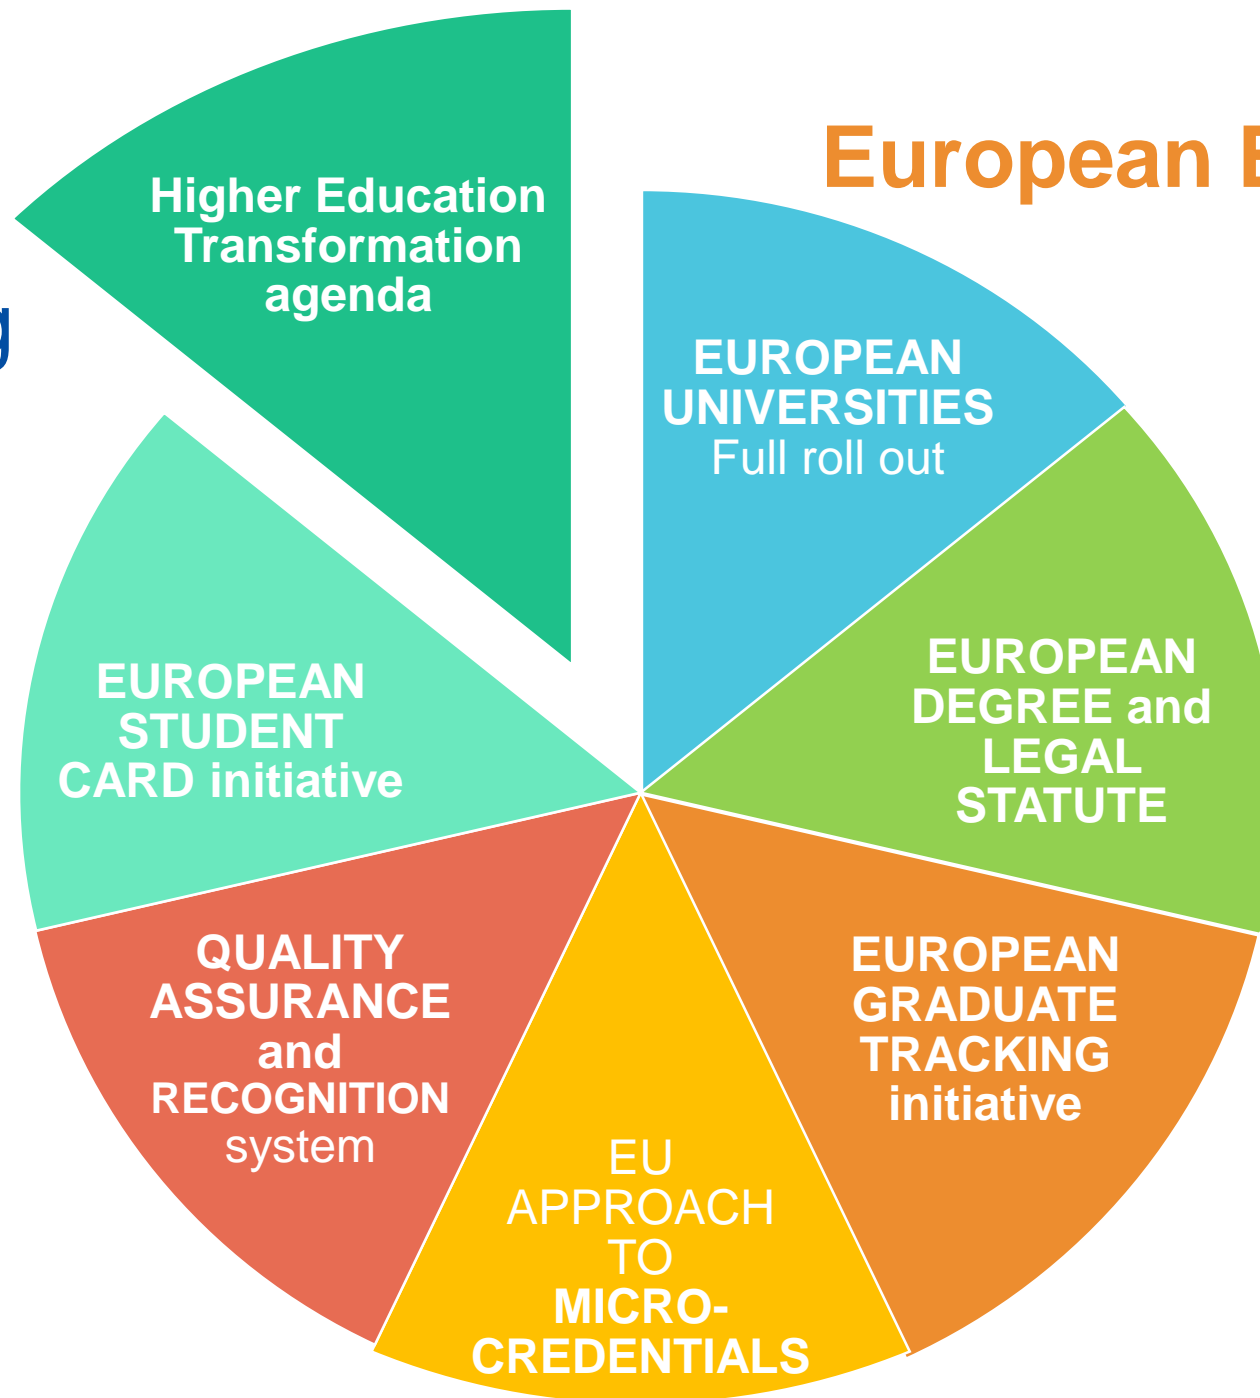 European E
Higher Education
Transformation
agenda
g
EUROPEAN
UNIVERSITIES
Full roll out
EUROPEAN
DEGREE and
LEGAL
STATUTE
EUROPEAN
GRADUATE
TRACKING
initiative
EU
APPROACH
TO
MICRO-
CREDENTIALS
QUALITY
ASSURANCE
and
RECOGNITION
system
EUROPEAN
STUDENT
CARD initiative